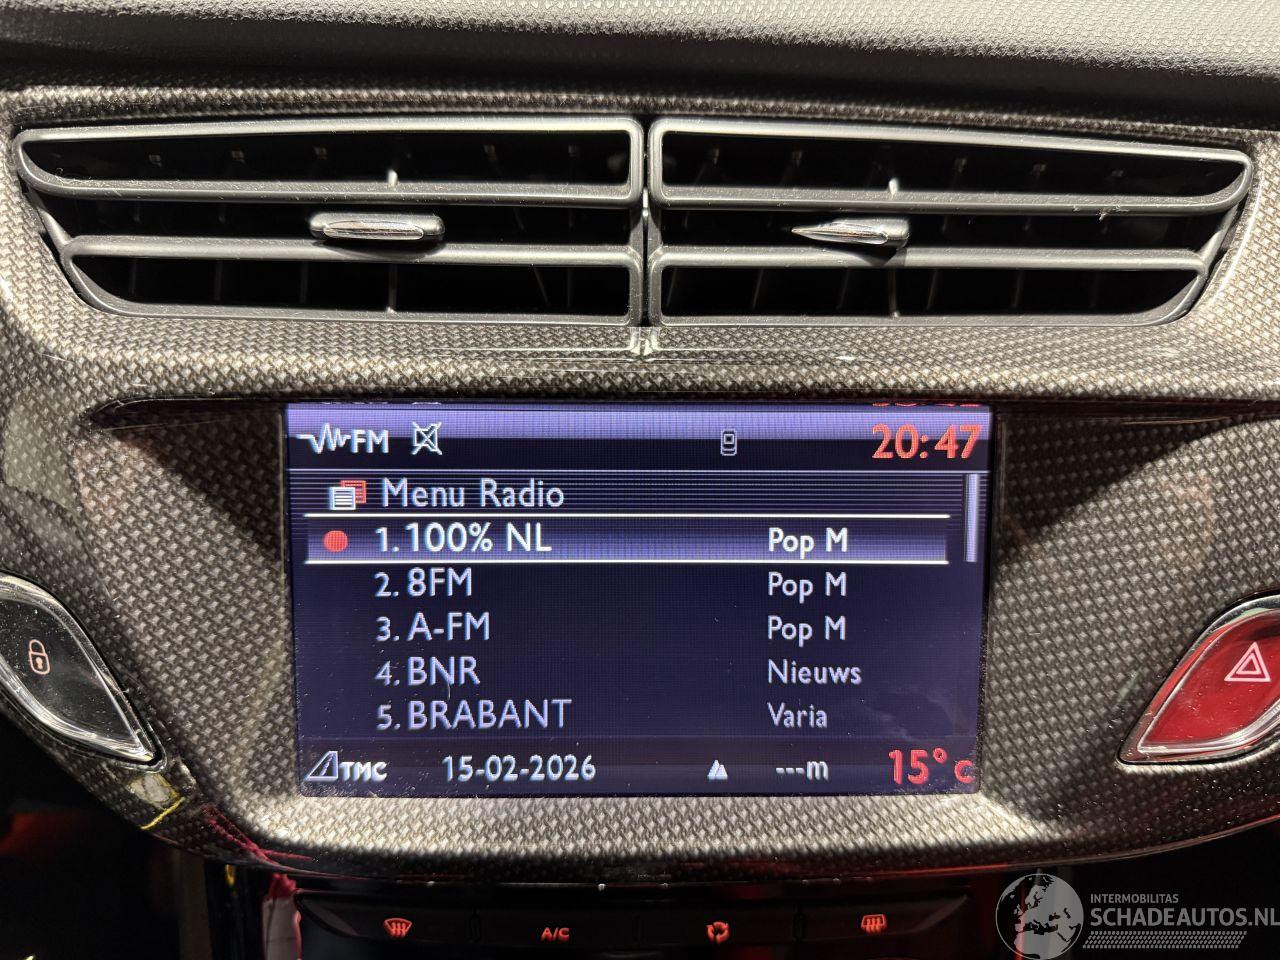 FM 20:47
Menu Radio
1. 100% NL Pop M
2. 8FM Pop M
3. A-FM Pop M
4. BNR Nieuws
5. BRABANT Varia
TMC 15-02-2026 ---m 15°C
A/C
INTERMOBILITAS
SCHADEAUTOS.NL